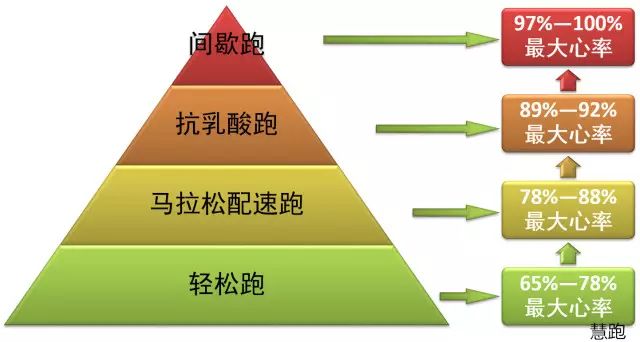 间歇跑
97%—100%
最大心率
抗乳酸跑
89%—92%
最大心率
马拉松配速跑
78%—88%
最大心率
轻松跑
65%—78%
最大心率
慧跑